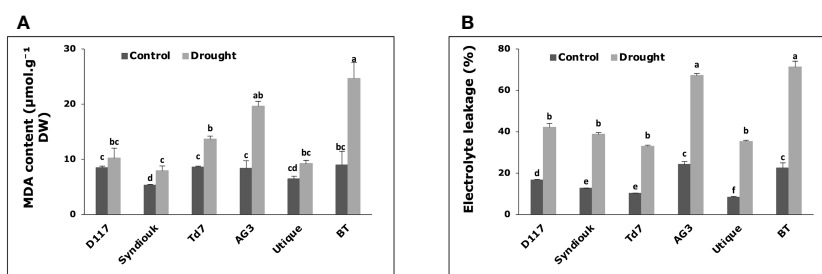 A
MDA content (μmol.g⁻¹
DW)
30
20
10
0
Control
Drought
c
bc
d
c
c
b
c
ab
cd
bc
bc
a
D117
Syndiouk
Td7
AG3
Utique
BT
B
Electrolyte leakage (%)
80
60
40
20
0
Control
Drought
d
b
e
b
e
b
c
a
f
b
c
a
D117
Syndiouk
Td7
AG3
Utique
BT